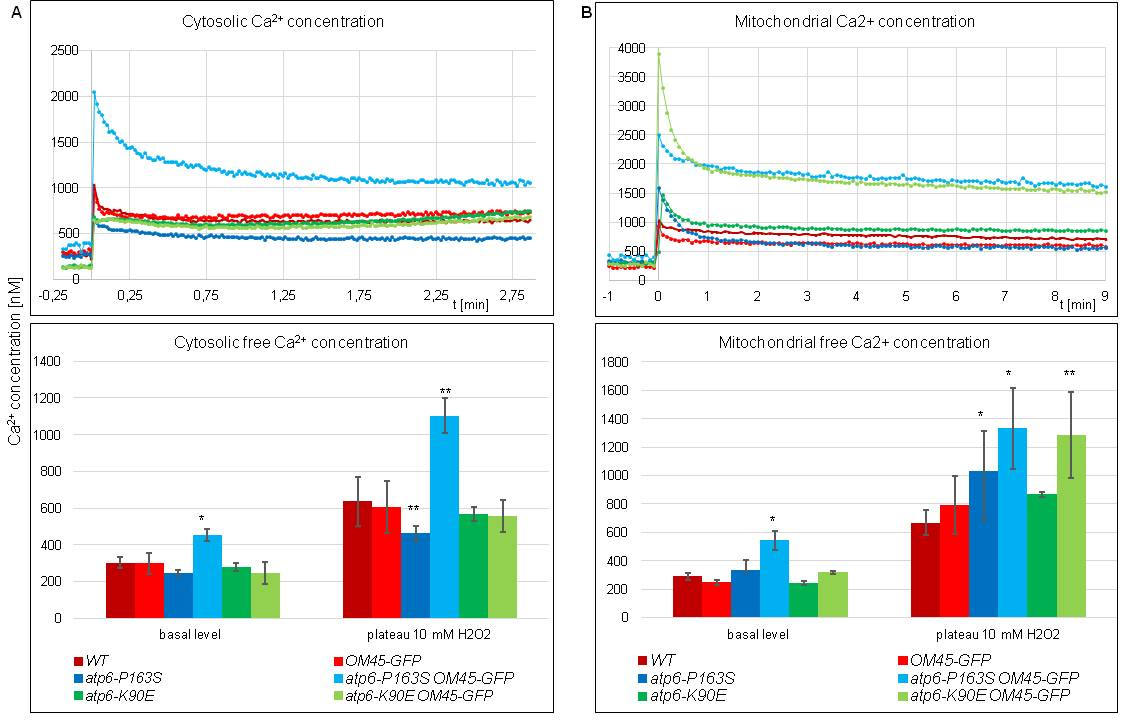 A
Cytosolic Ca²⁺ concentration
2500
2000
1500
1000
500
0
-0,25 0,25 0,75 1,25 1,75 2,25 2,75
t [min]
B
Mitochondrial Ca2+ concentration
4000
3500
3000
2500
2000
1500
1000
500
0
-1 0 1 2 3 4 5 6 7 8 9
t [min]
Ca²⁺ concentration [nM]
Cytosolic free Ca²⁺ concentration
1400
1200
1000
800
600
400
200
0
*
**
**
basal level plateau 10 mM H2O2
WT OM45-GFP
atp6-P163S atp6-P163S OM45-GFP
atp6-K90E atp6-K90E OM45-GFP
Mitochondrial free Ca2+ concentration
1800
1600
1400
1200
1000
800
600
400
200
0
*
*
*
**
basal level plateau 10 mM H2O2
WT OM45-GFP
atp6-P163S atp6-P163S OM45-GFP
atp6-K90E atp6-K90E OM45-GFP